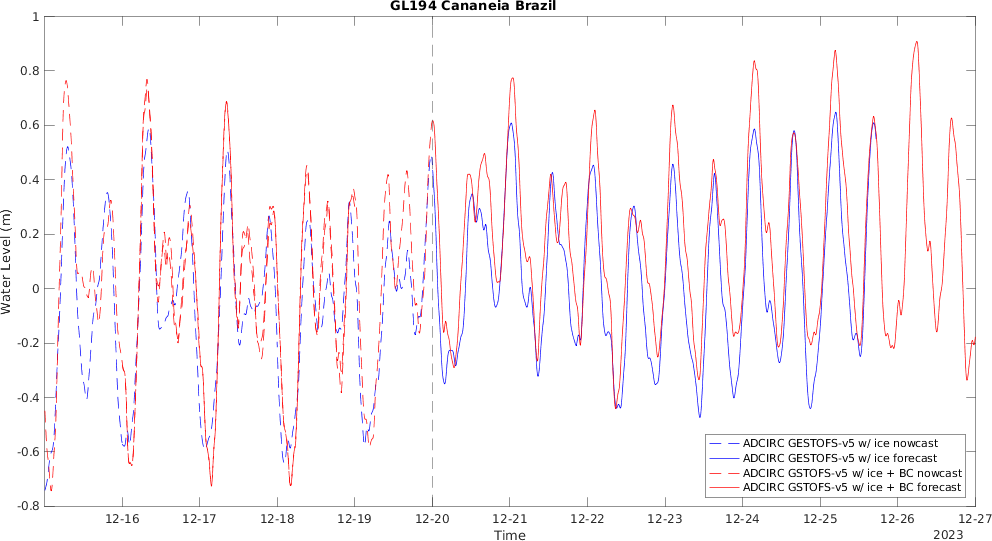 GL194 Cananeia Brazil
1
0.8
0.6
0.4
0.2
0
-0.2
-0.4
-0.6
-0.8
Water Level (m)
ADCIRC GESTOFS-v5 w/ ice nowcast
ADCIRC GESTOFS-v5 w/ ice forecast
ADCIRC GSTOFS-v5 w/ ice + BC nowcast
ADCIRC GSTOFS-v5 w/ ice + BC forecast
12-16 12-17 12-18 12-19 12-20 12-21 12-22 12-23 12-24 12-25 12-26 12-27
Time
2023